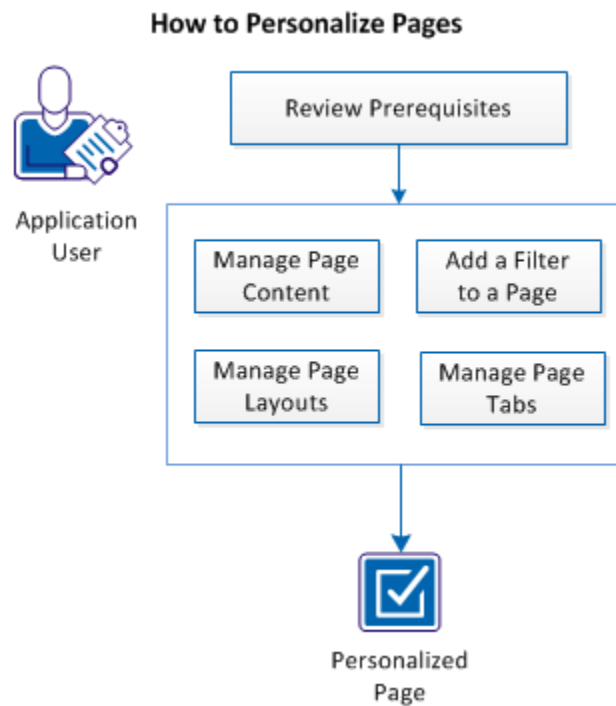 How to Personalize Pages
Review Prerequisites
Application
User
Manage Page
Content
Add a Filter
to a Page
Manage Page
Layouts
Manage Page
Tabs
Personalized
Page